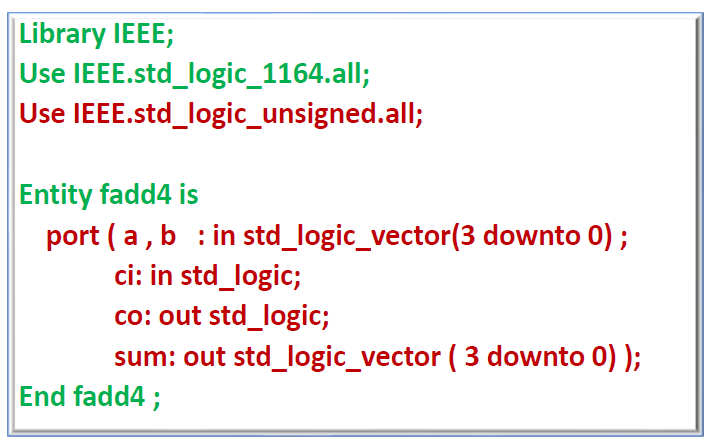 Library IEEE;
Use IEEE.std_logic_1164.all;
Use IEEE.std_logic_unsigned.all;
Entity fadd4 is
port ( a , b : in std_logic_vector(3 downto 0) ;
ci: in std_logic;
co: out std_logic;
sum: out std_logic_vector ( 3 downto 0) );
End fadd4 ;